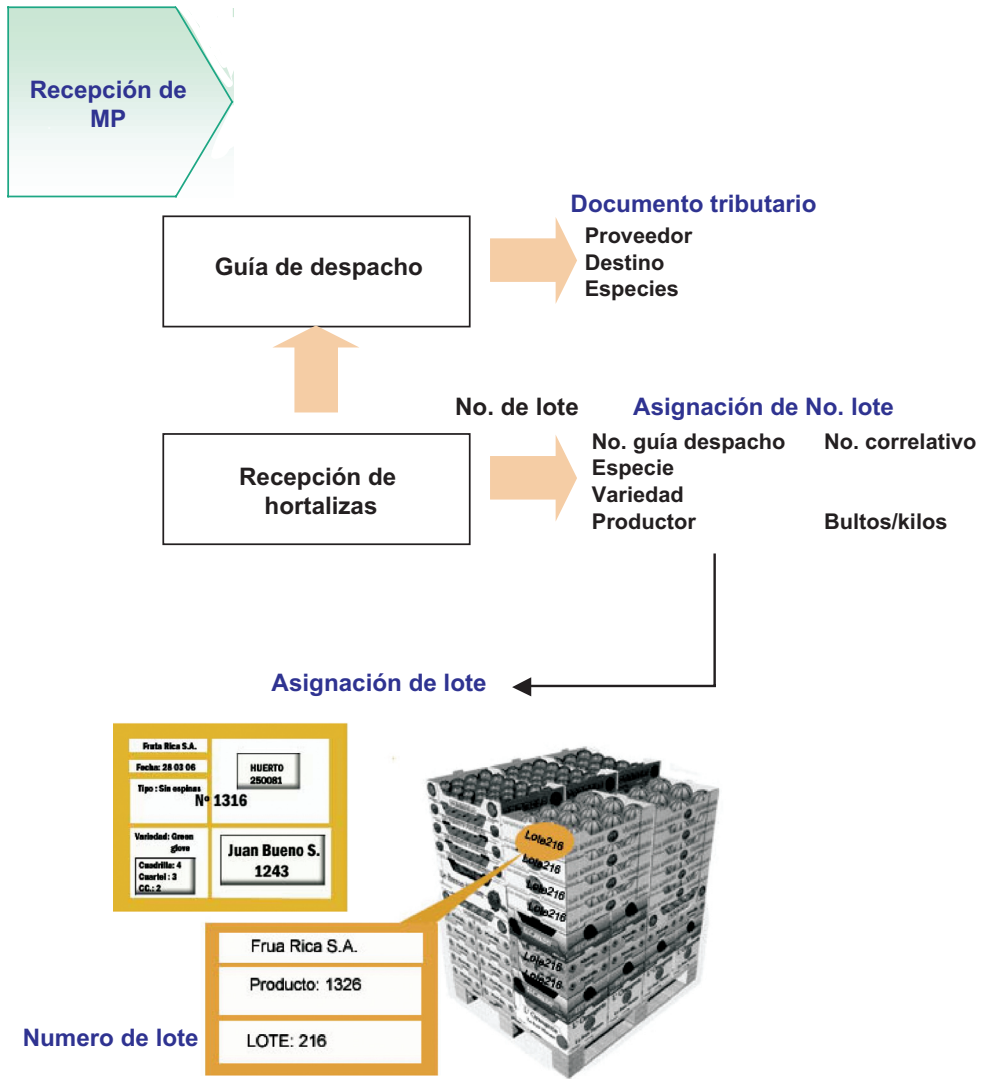 Recepción de
MP
Documento tributario
Guía de despacho
Proveedor
Destino
Especies
No. de lote
Asignación de No. lote
Recepción de
hortalizas
No. guía despacho No. correlativo
Especie
Variedad
Productor Bultos/kilos
Asignación de lote
Fruta Rica S.A.
Fecha: 28 03 06
HUERTO
250081
Tipo : Sin espinas
Nº 1316
Variedad: Green
glove
Cuadrilla: 4
Cuartel : 3
CC.: 2
Juan Bueno S.
1243
Lote216
Lote216
Lote216
Lote216
Lote216
Lote216
Frua Rica S.A.
Producto: 1326
Numero de lote
LOTE: 216